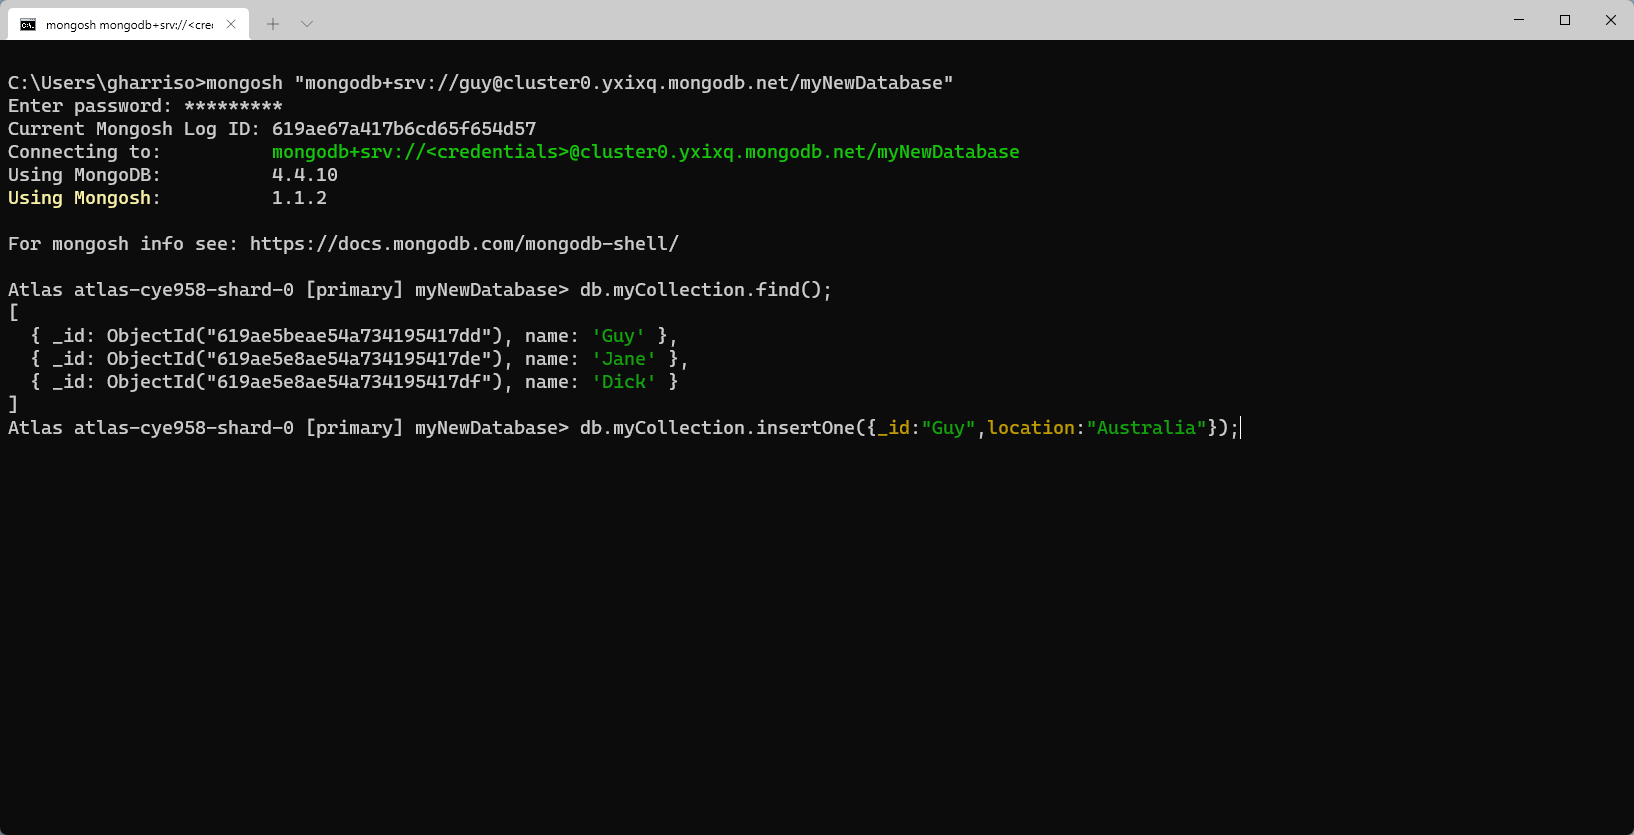 mongosh mongodb+srv://<cre
C:\Users\gharriso>mongosh "mongodb+srv://guy@cluster0.yxixq.mongodb.net/myNewDatabase"
Enter password: *********
Current Mongosh Log ID: 619ae67a417b6cd65f654d57
Connecting to:          mongodb+srv://<credentials>@cluster0.yxixq.mongodb.net/myNewDatabase
Using MongoDB:          4.4.10
Using Mongosh:          1.1.2
For mongosh info see: https://docs.mongodb.com/mongodb-shell/
Atlas atlas-cye958-shard-0 [primary] myNewDatabase> db.myCollection.find();
[
  { _id: ObjectId("619ae5beae54a734195417dd"), name: 'Guy' },
  { _id: ObjectId("619ae5e8ae54a734195417de"), name: 'Jane' },
  { _id: ObjectId("619ae5e8ae54a734195417df"), name: 'Dick' }
]
Atlas atlas-cye958-shard-0 [primary] myNewDatabase> db.myCollection.insertOne({_id:"Guy",location:"Australia"});